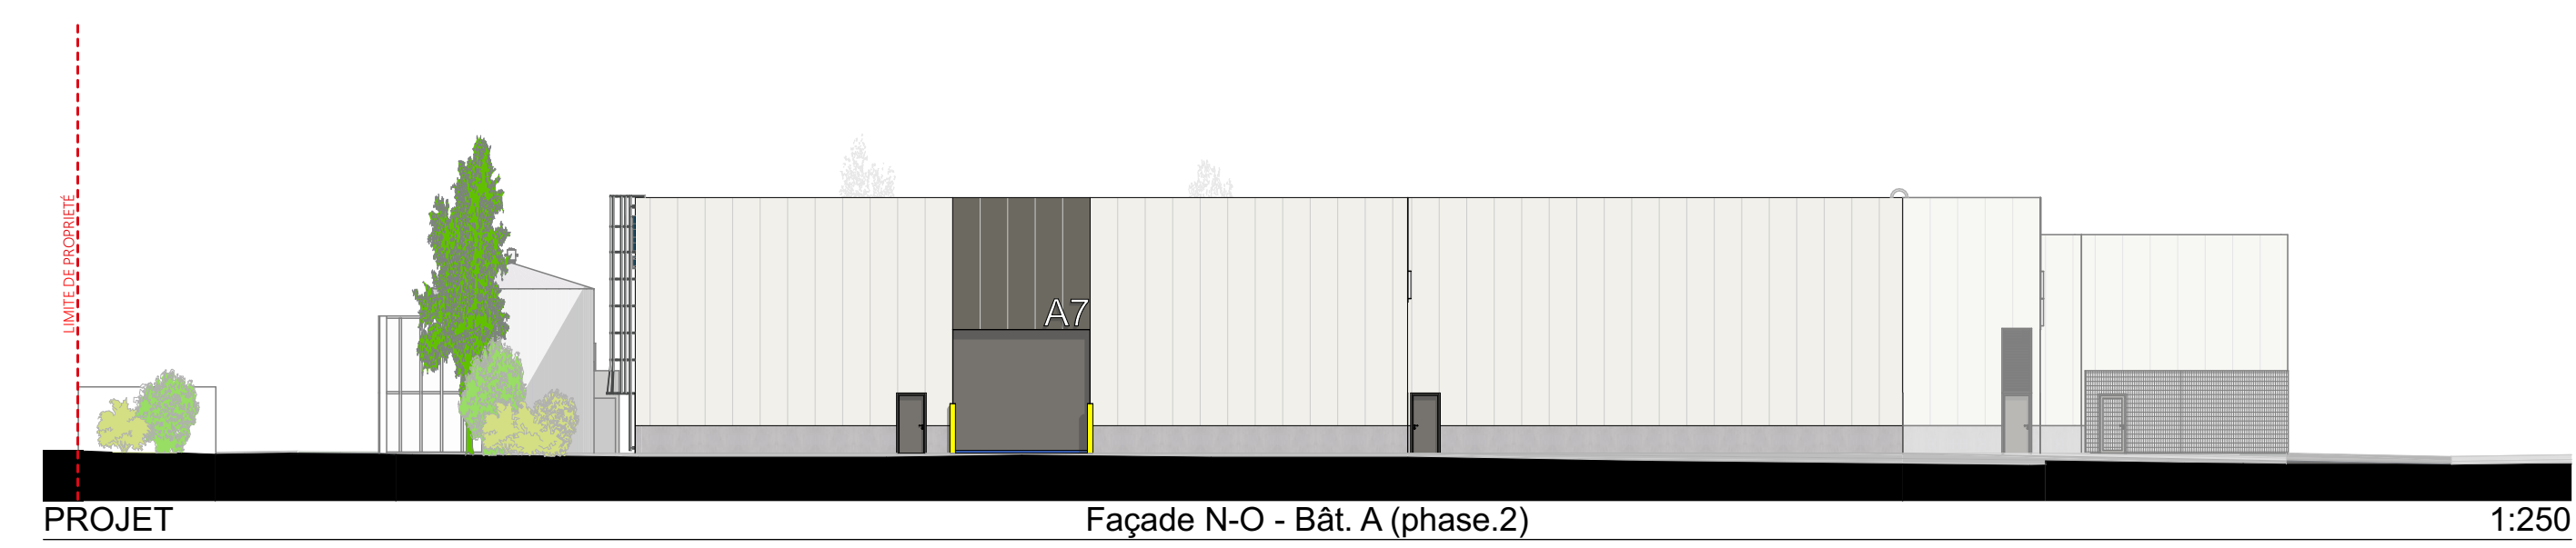 LIMITE DE PROPRIETÉ
A7
PROJET
Façade N-O - Bât. A (phase.2)
1:250